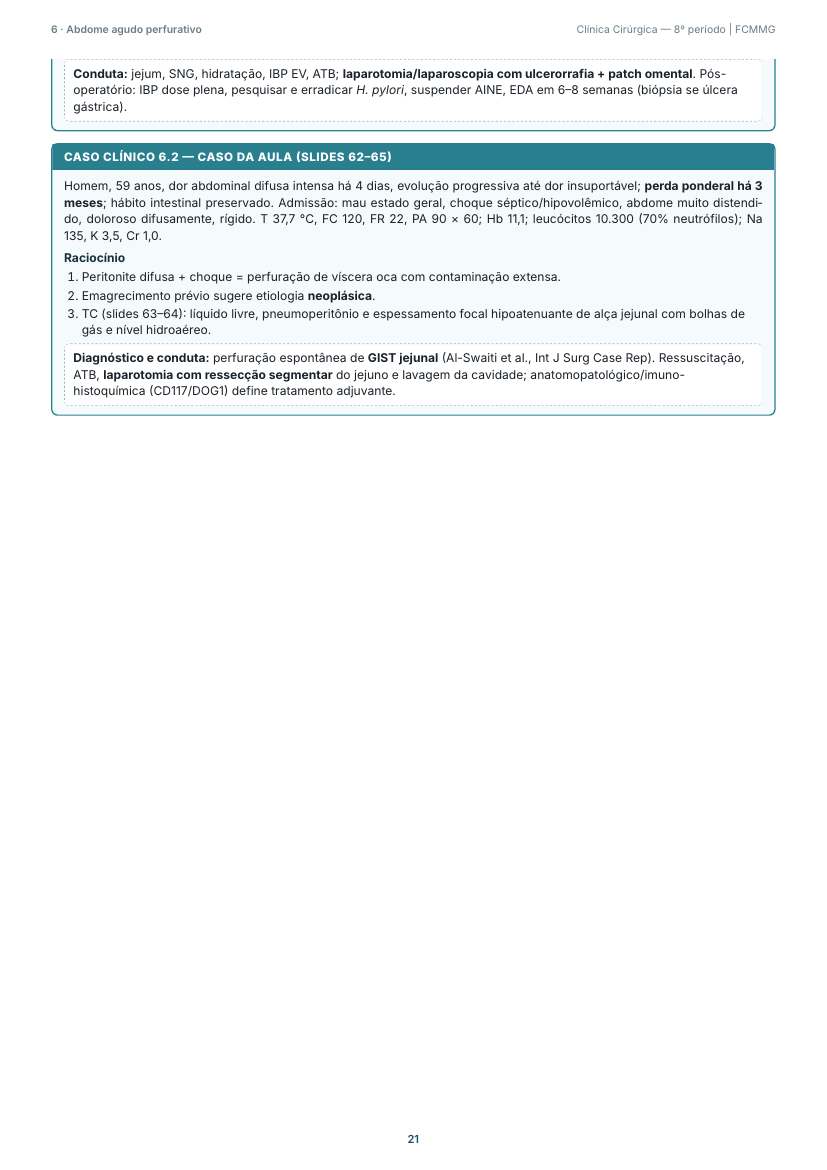 6 · Abdome agudo perfurativo
Clínica Cirúrgica — 8º período | FCMMG
Conduta: jejum, SNG, hidratação, IBP EV, ATB; laparotomia/laparoscopia com ulcerorrafia + patch omental. Pós-
operatório: IBP dose plena, pesquisar e erradicar H. pylori, suspender AINE, EDA em 6–8 semanas (biópsia se úlcera
gástrica).
CASO CLÍNICO 6.2 — CASO DA AULA (SLIDES 62–65)
Homem, 59 anos, dor abdominal difusa intensa há 4 dias, evolução progressiva até dor insuportável; perda ponderal há 3
meses; hábito intestinal preservado. Admissão: mau estado geral, choque séptico/hipovolêmico, abdome muito distendi-
do, doloroso difusamente, rígido. T 37,7 °C, FC 120, FR 22, PA 90 × 60; Hb 11,1; leucócitos 10.300 (70% neutrófilos); Na
135, K 3,5, Cr 1,0.
Raciocínio
1. Peritonite difusa + choque = perfuração de víscera oca com contaminação extensa.
2. Emagrecimento prévio sugere etiologia neoplásica.
3. TC (slides 63–64): líquido livre, pneumoperitônio e espessamento focal hipoatenuante de alça jejunal com bolhas de
gás e nível hidroaéreo.
Diagnóstico e conduta: perfuração espontânea de GIST jejunal (Al-Swaiti et al., Int J Surg Case Rep). Ressuscitação,
ATB, laparotomia com ressecção segmentar do jejuno e lavagem da cavidade; anatomopatológico/imuno-
histoquímica (CD117/DOG1) define tratamento adjuvante.
21